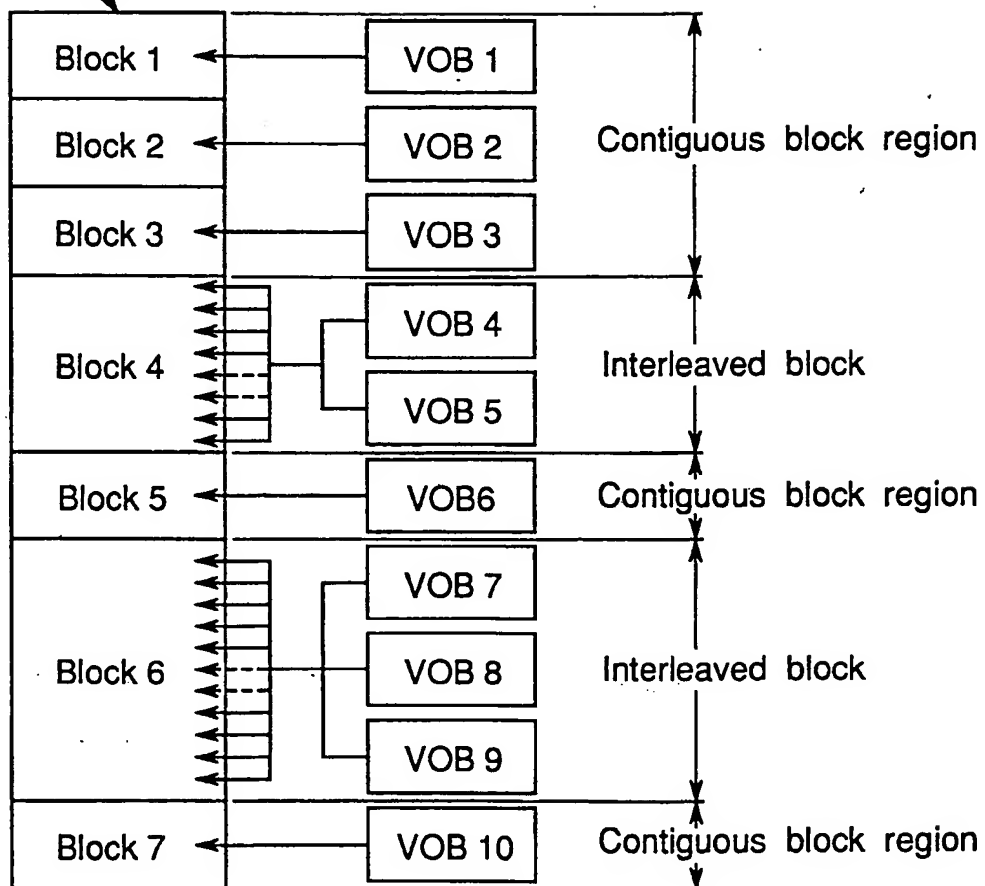 Block 1
VOB 1
Block 2
VOB 2
Contiguous block region
Block 3
VOB 3
Block 4
VOB 4
Interleaved block
VOB 5
Block 5
VOB6
Contiguous block region
VOB 7
Block 6
VOB 8
Interleaved block
VOB 9
Block 7
VOB 10
Contiguous block region